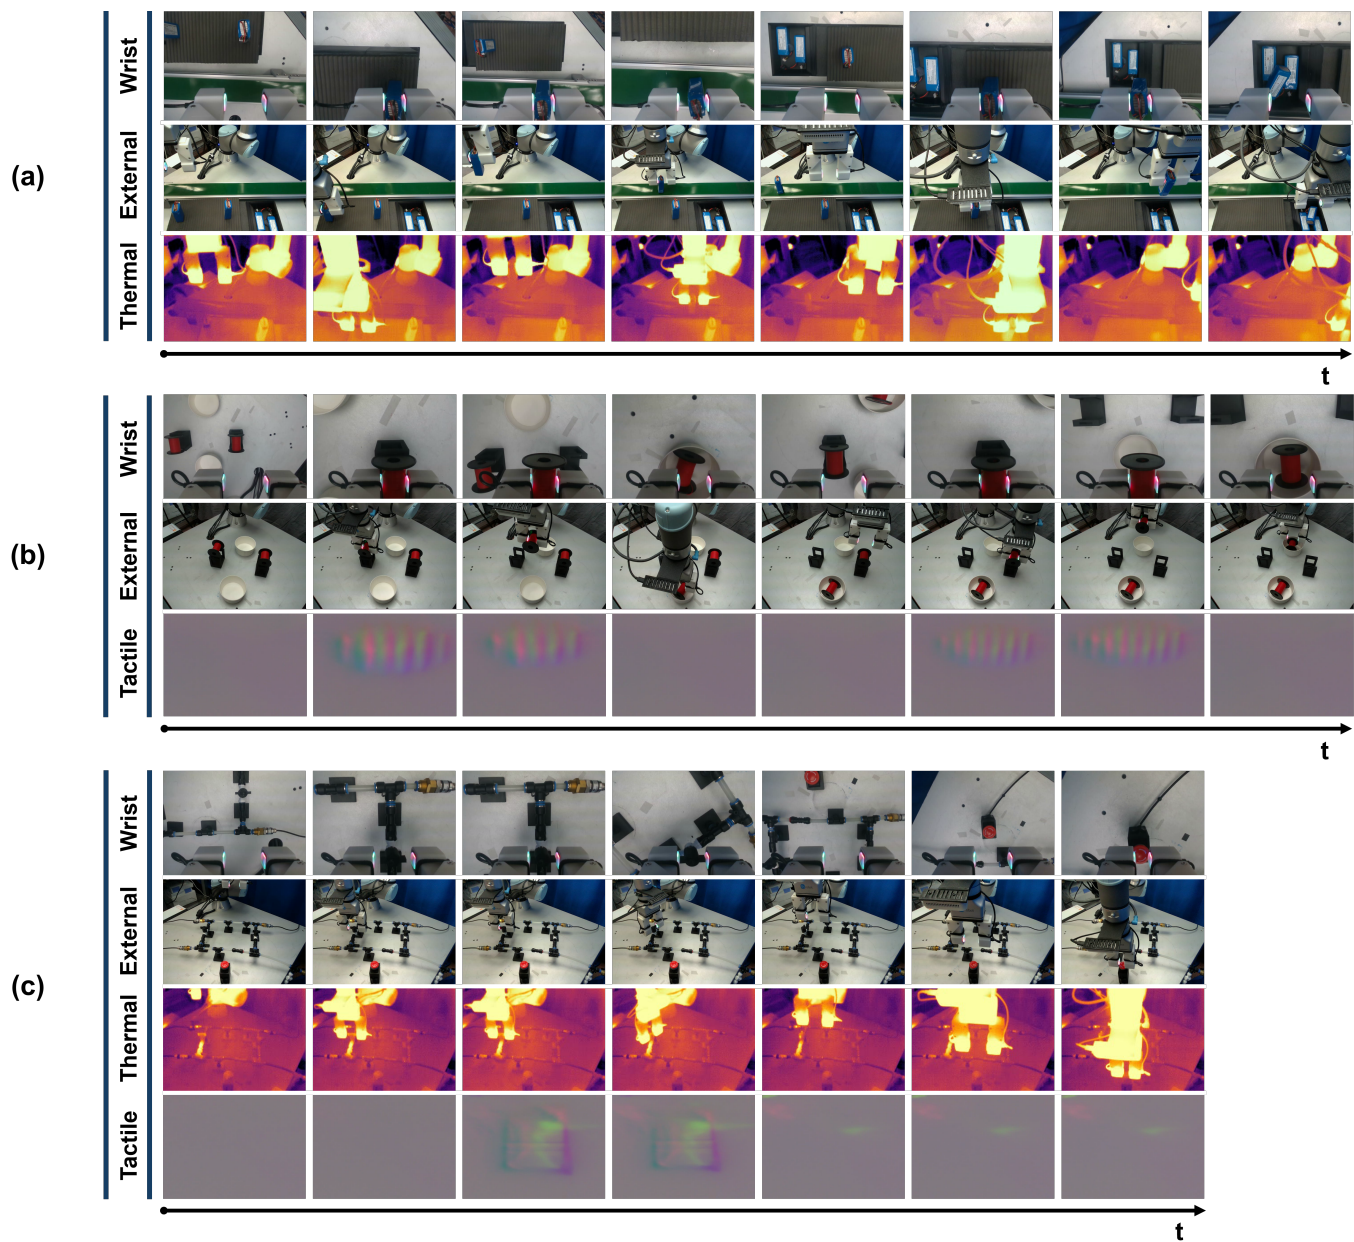 (a)
Wrist
External
Thermal
t
(b)
Wrist
External
Tactile
t
(c)
Wrist
External
Thermal
Tactile
t